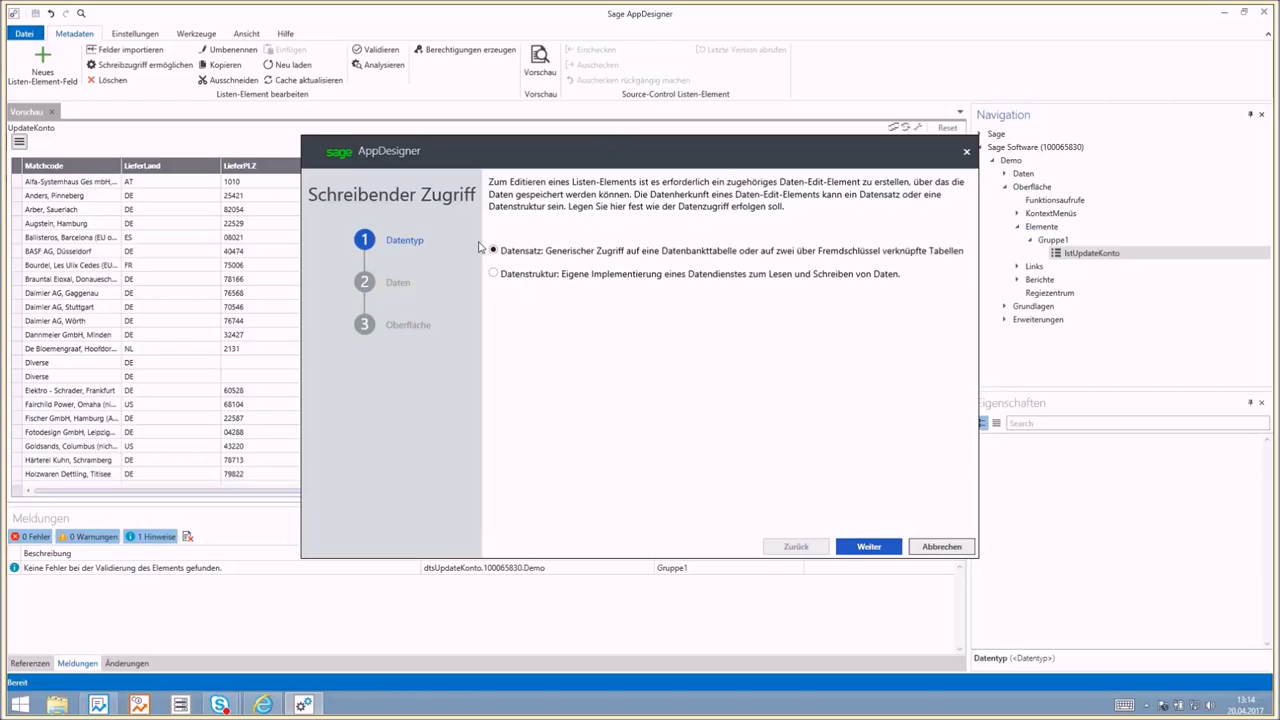 Sage AppDesigner
Datei Metadaten Einstellungen Werkzeuge Ansicht Hilfe
Neues
Listen-Element-Feld
Felder importieren
Schreibzugriff ermöglichen
Löschen
Umbenennen
Kopieren
Ausschneiden
Einfügen
Neu laden
Cache aktualisieren
Listen-Element bearbeiten
Validieren
Analysieren
Berechtigungen erzeugen
Vorschau
Vorschau
Einchecken
Auschecken
Auschecken rückgängig machen
Letzte Version abrufen
Source-Control Listen-Element
Vorschau
UpdateKonto
Reset
Matchcode LieferLand LieferPLZ
Alfa-Systemhaus Ges mbH,... AT 1010
Anders, Pinneberg DE 25421
Arber, Sauerlach DE 82054
Augstein, Hamburg DE 22529
Ballisteros, Barcelona (EU o... ES 08021
BASF AG, Düsseldorf DE 40474
Bourdel, Les Ulix Cedes (EU... FR 75006
Brauntal Eloxal, Donauesch... DE 78166
Daimler AG, Gaggenau DE 76568
Daimler AG, Stuttgart DE 70546
Daimler AG, Wörth DE 76744
Dannmeier GmbH, Minden DE 32427
De Bloemengraaf, Hoofdor... NL 2131
Diverse DE
Diverse DE
Elektro - Schrader, Frankfurt DE 60528
Fairchild Power, Omaha (ni... US 68104
Fischer GmbH, Hamburg (A... DE 22587
Fotodesign GmbH, Leipzig... DE 04288
Goldsands, Columbus (nich... US 43220
Härterei Kuhn, Schramberg DE 78713
Hoizwaren Dettling, Titisee DE 79822
sage AppDesigner
Schreibender Zugriff
1 Datentyp
2 Daten
3 Oberfläche
Zum Editieren eines Listen-Elements ist es erforderlich ein zugehöriges Daten-Edit-Element zu erstellen, über das die
Daten gespeichert werden können. Die Datenherkunft eines Daten-Edit-Elements kann ein Datensatz oder eine
Datenstruktur sein. Legen Sie hier fest wie der Datenzugriff erfolgen soll.
Datensatz: Generischer Zugriff auf eine Datenbanktabelle oder auf zwei über Fremdschlüssel verknüpfte Tabellen
Datenstruktur: Eigene Implementierung eines Datendienstes zum Lesen und Schreiben von Daten.
Zurück Weiter Abbrechen
Navigation
Sage
Sage Software (100065830)
Demo
Daten
Oberfläche
Funktionsaufrufe
KontextMenüs
Elemente
Gruppe1
lstUpdateKonto
Links
Berichte
Regiezentrum
Grundlagen
Erweiterungen
Eigenschaften
Search
Datentyp (<Datentyp>)
Meldungen
0 Fehler 0 Warnungen 1 Hinweise
Beschreibung
Keine Fehler bei der Validierung des Elements gefunden. dtsUpdateKonto.100065830.Demo Gruppe1
Referenzen Meldungen Änderungen
Bereit
13:14
20.04.2017